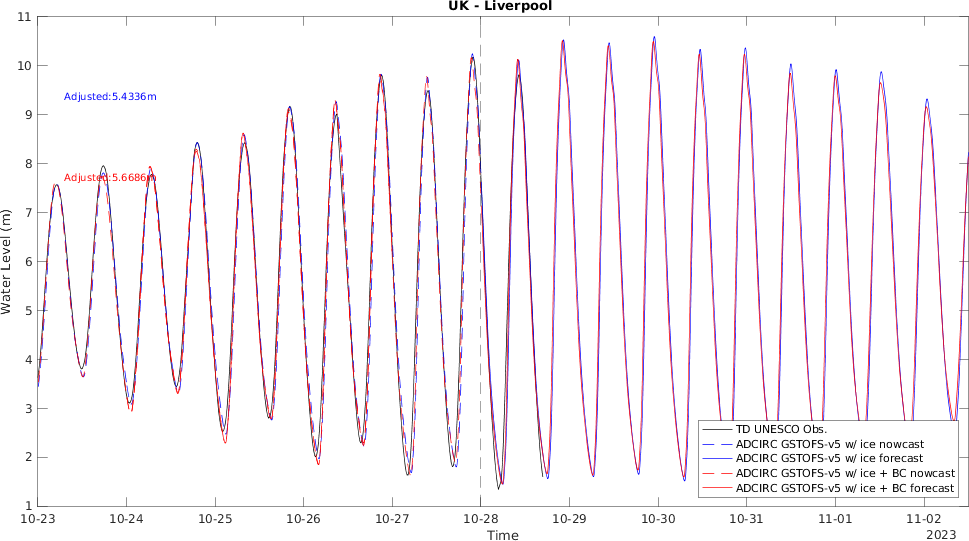 UK - Liverpool
11
10
9
8
7
6
5
4
3
2
1
Water Level (m)
Adjusted:5.4336m
Adjusted:5.6686m
TD UNESCO Obs.
ADCIRC GSTOFS-v5 w/ ice nowcast
ADCIRC GSTOFS-v5 w/ ice forecast
ADCIRC GSTOFS-v5 w/ ice + BC nowcast
ADCIRC GSTOFS-v5 w/ ice + BC forecast
10-23 10-24 10-25 10-26 10-27 10-28 10-29 10-30 10-31 11-01 11-02
Time
2023